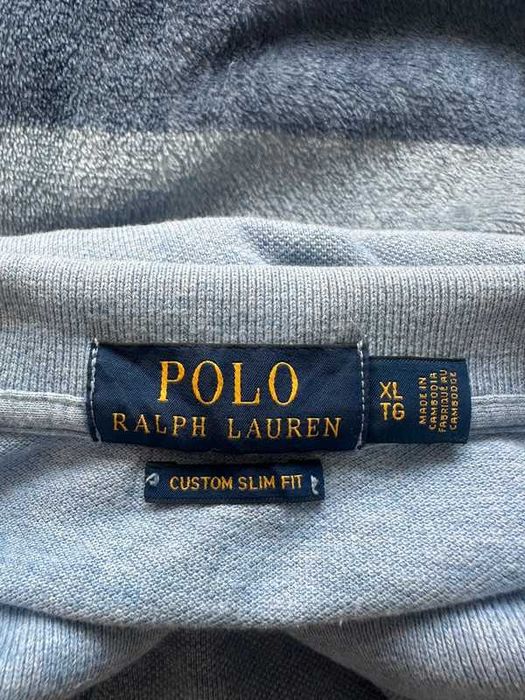 POLO
RALPH LAUREN
XL
TG
MADE IN
CAMBODIA
FABRIQUÉ AU
CAMBODGE
CUSTOM SLIM FIT